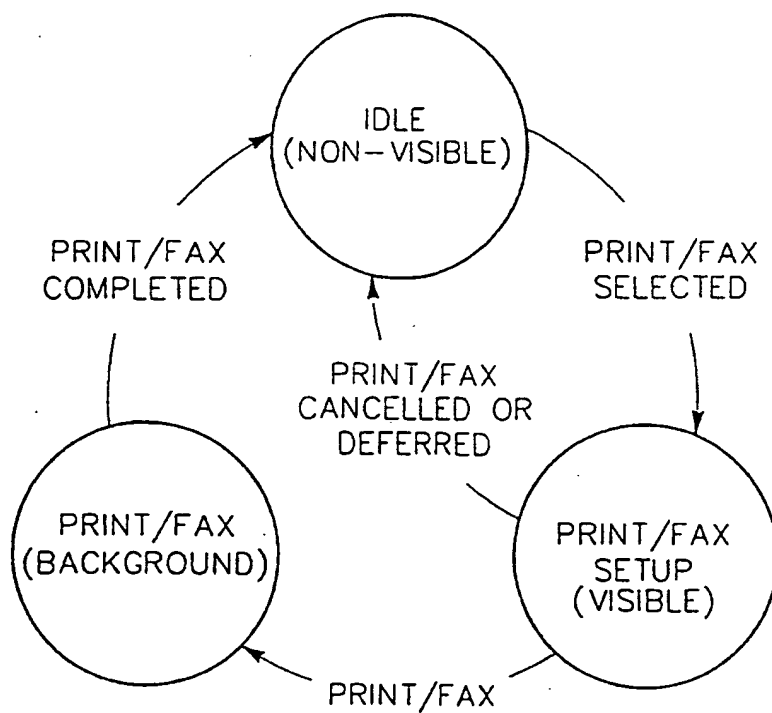 IDLE
(NON-VISIBLE)
PRINT/FAX
COMPLETED
PRINT/FAX
SELECTED
PRINT/FAX
CANCELLED OR
DEFERRED
PRINT/FAX
(BACKGROUND)
PRINT/FAX
SETUP
(VISIBLE)
PRINT/FAX